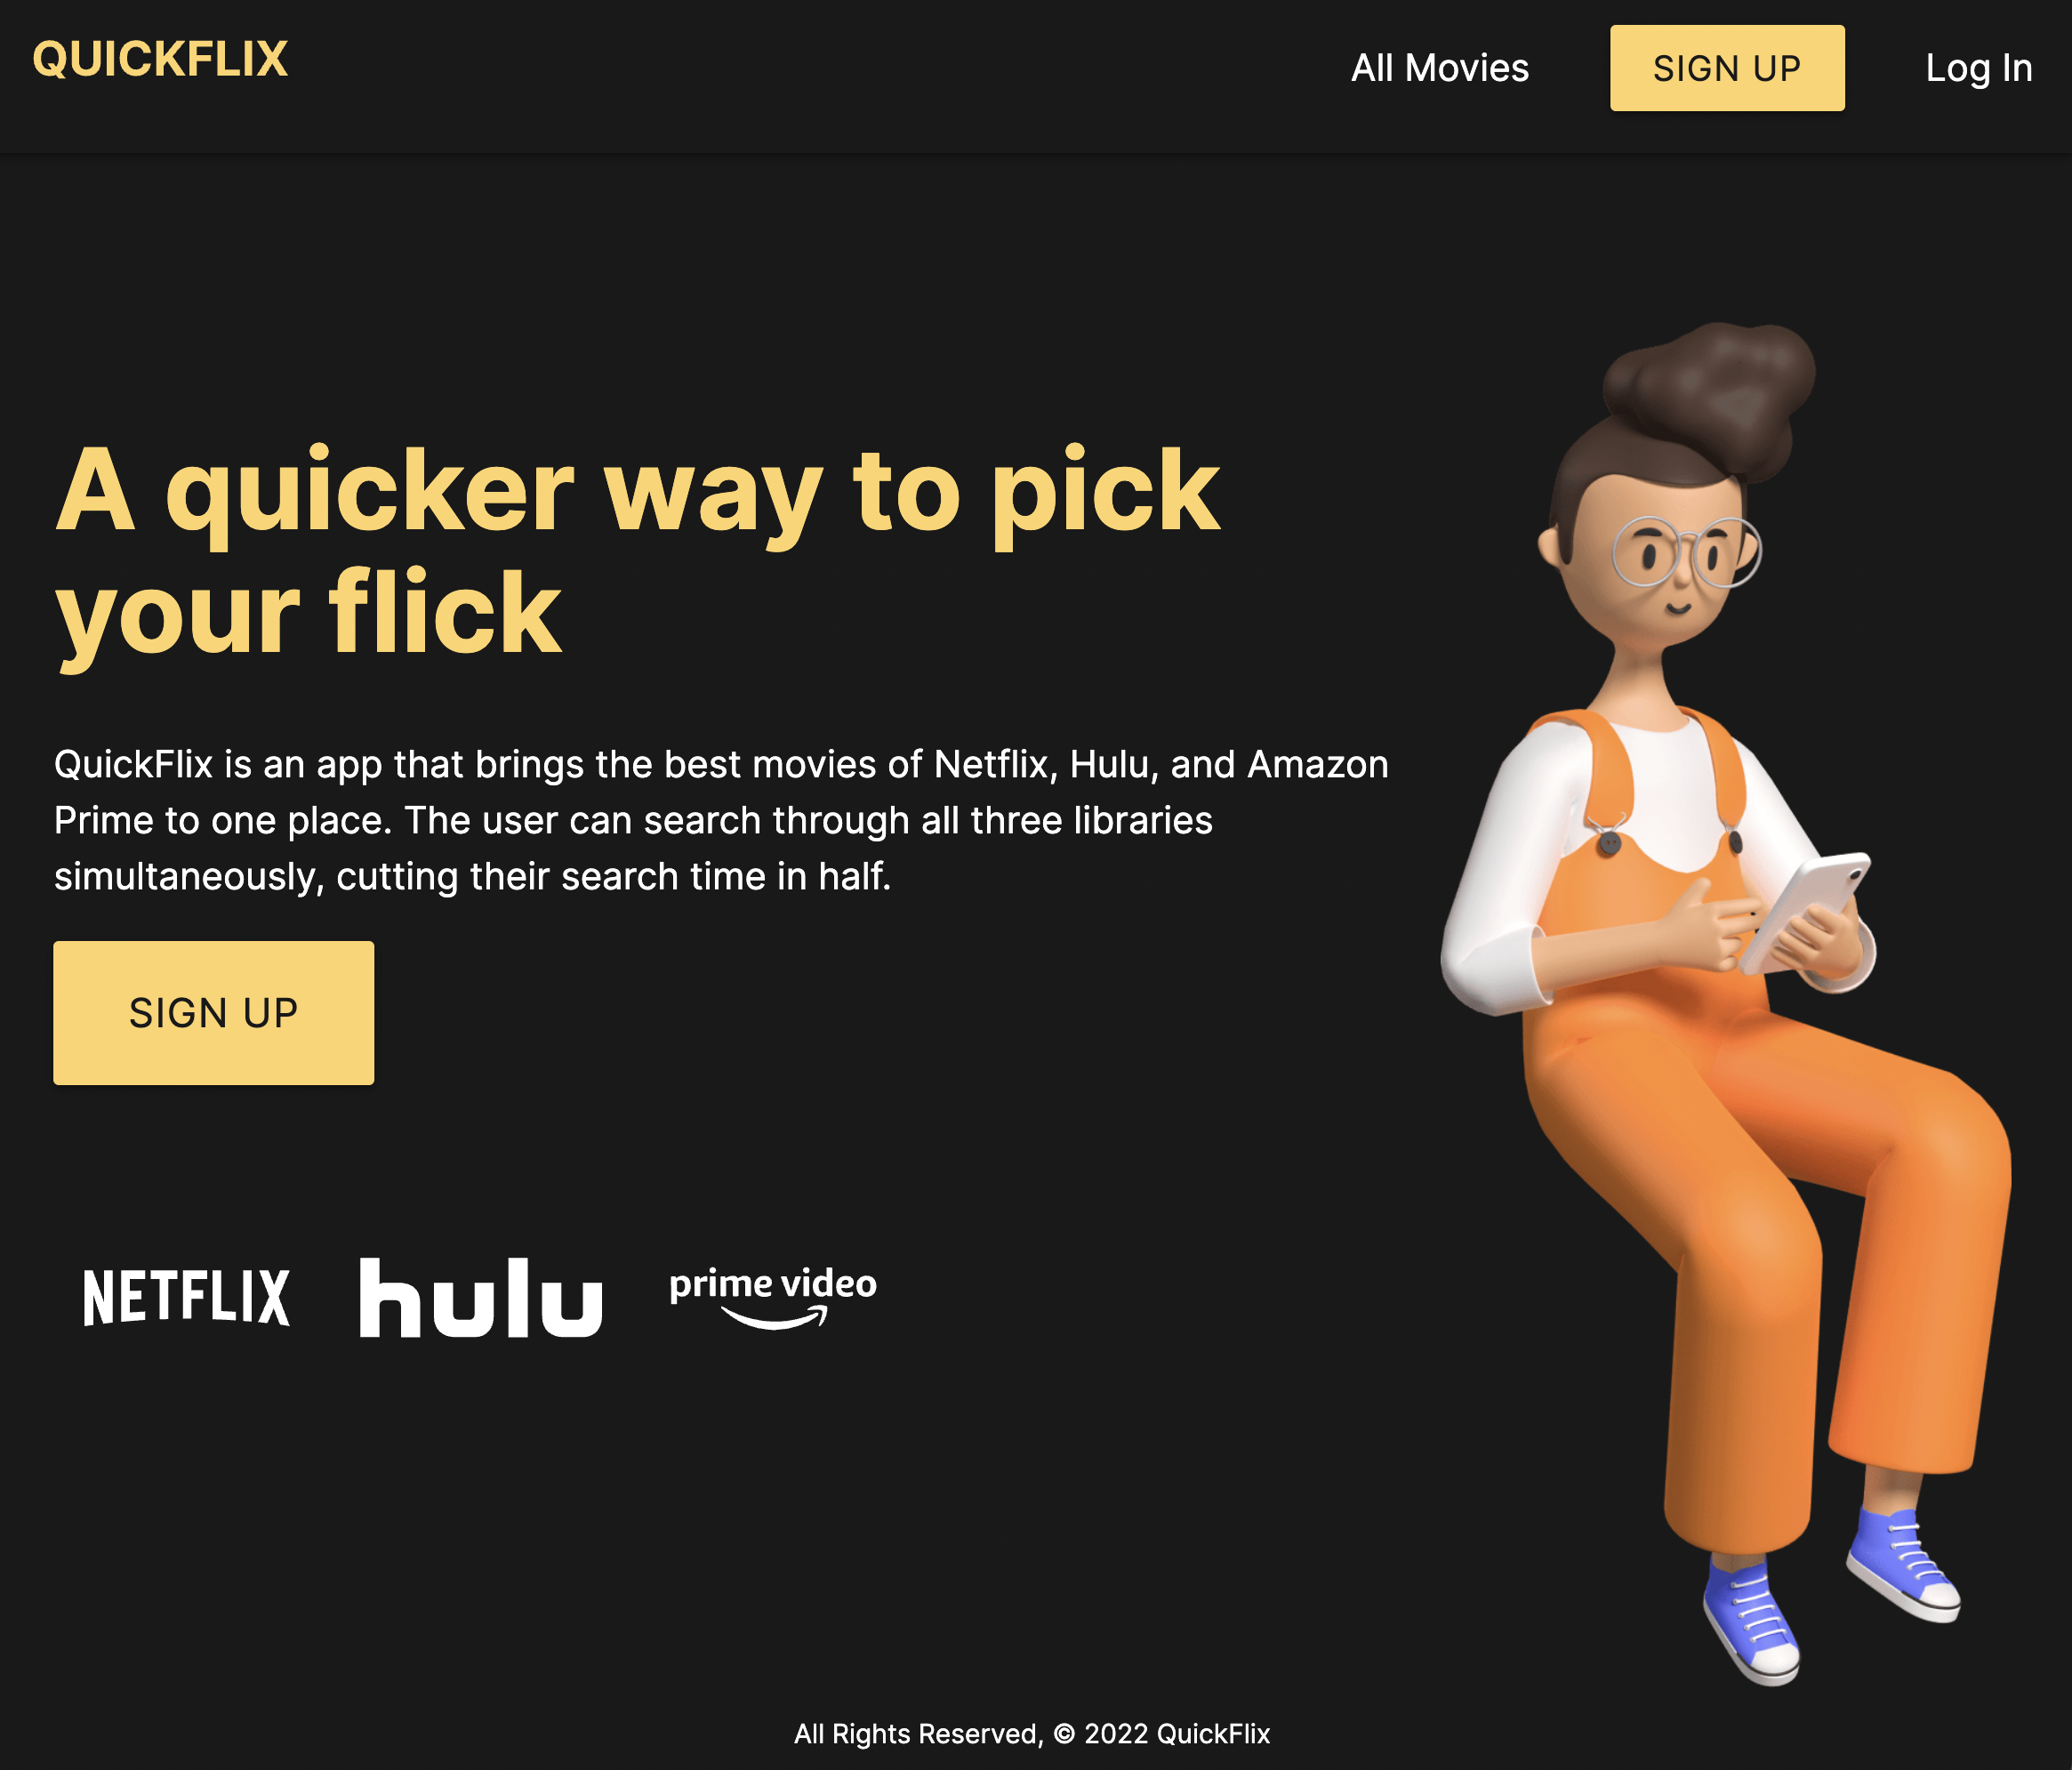 QUICKFLIX
All Movies
SIGN UP
Log In
A quicker way to pick
your flick
QuickFlix is an app that brings the best movies of Netflix, Hulu, and Amazon
Prime to one place. The user can search through all three libraries
simultaneously, cutting their search time in half.
SIGN UP
NETFLIX
hulu
prime video
All Rights Reserved, © 2022 QuickFlix